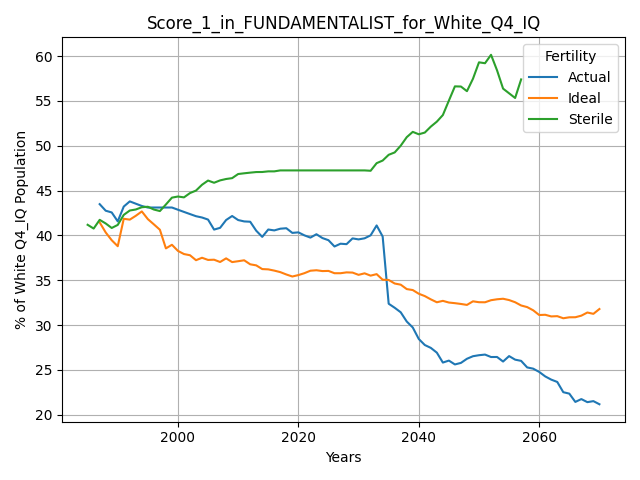 Score_1_in_FUNDAMENTALIST_for_White_Q4_IQ
% of White Q4_IQ Population
60
55
50
45
40
35
30
25
20
Fertility
Actual
Ideal
Sterile
2000
2020
2040
2060
Years